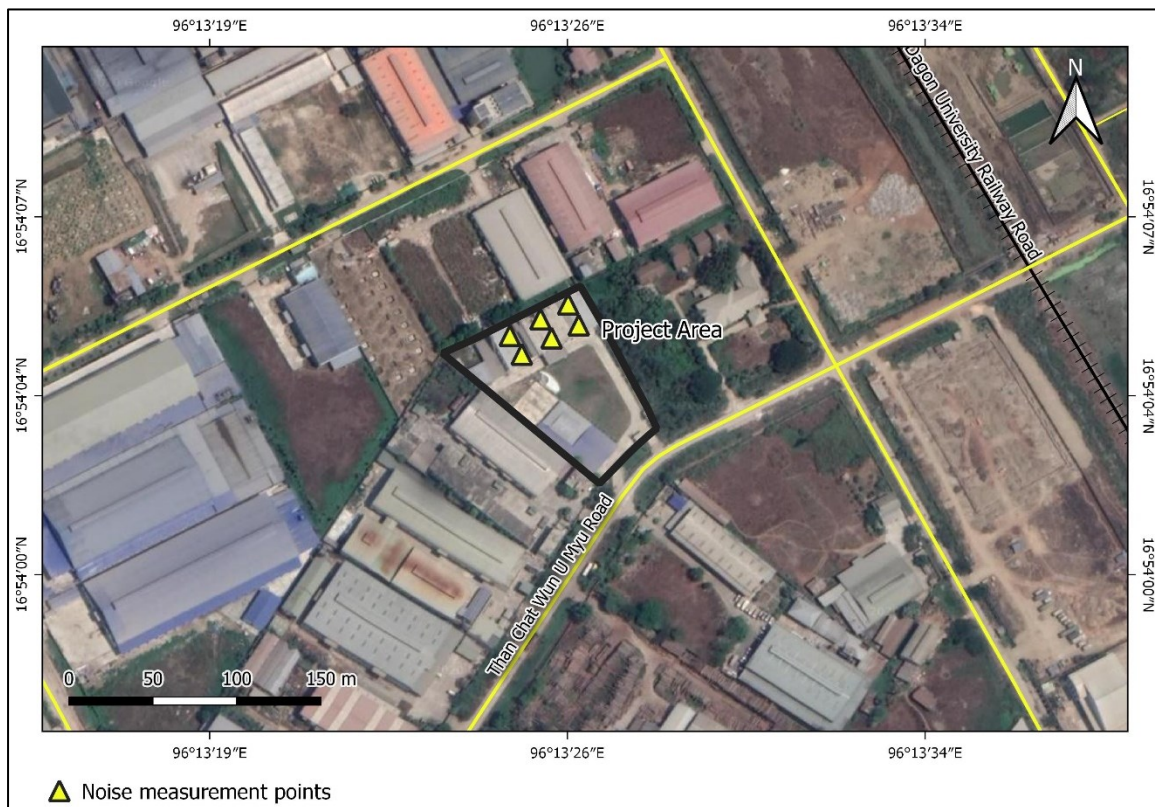 96°13′19″E 96°13′26″E 96°13′34″E
N
Dagon University Railway Road
16°54′07″N 16°54′07″N
Project Area
16°54′04″N 16°54′04″N
Than Chat Wun U Myu Road
16°54′00″N 16°54′00″N
0 50 100 150 m
96°13′19″E 96°13′26″E 96°13′34″E
Noise measurement points